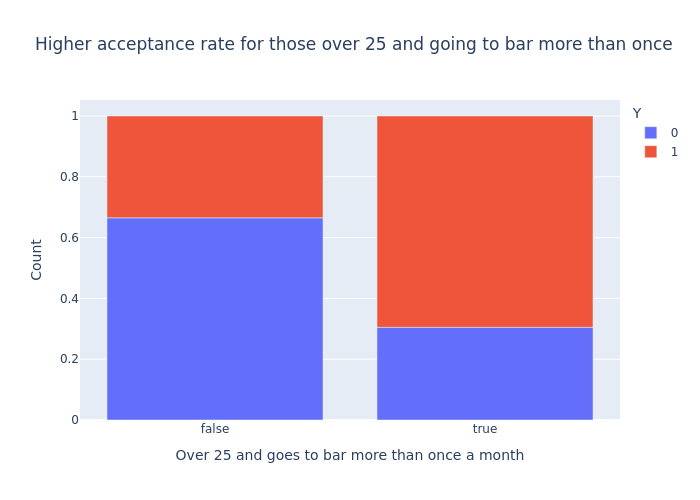 Higher acceptance rate for those over 25 and going to bar more than once
Y
0
1
1
0.8
0.6
0.4
0.2
0
Count
false
true
Over 25 and goes to bar more than once a month